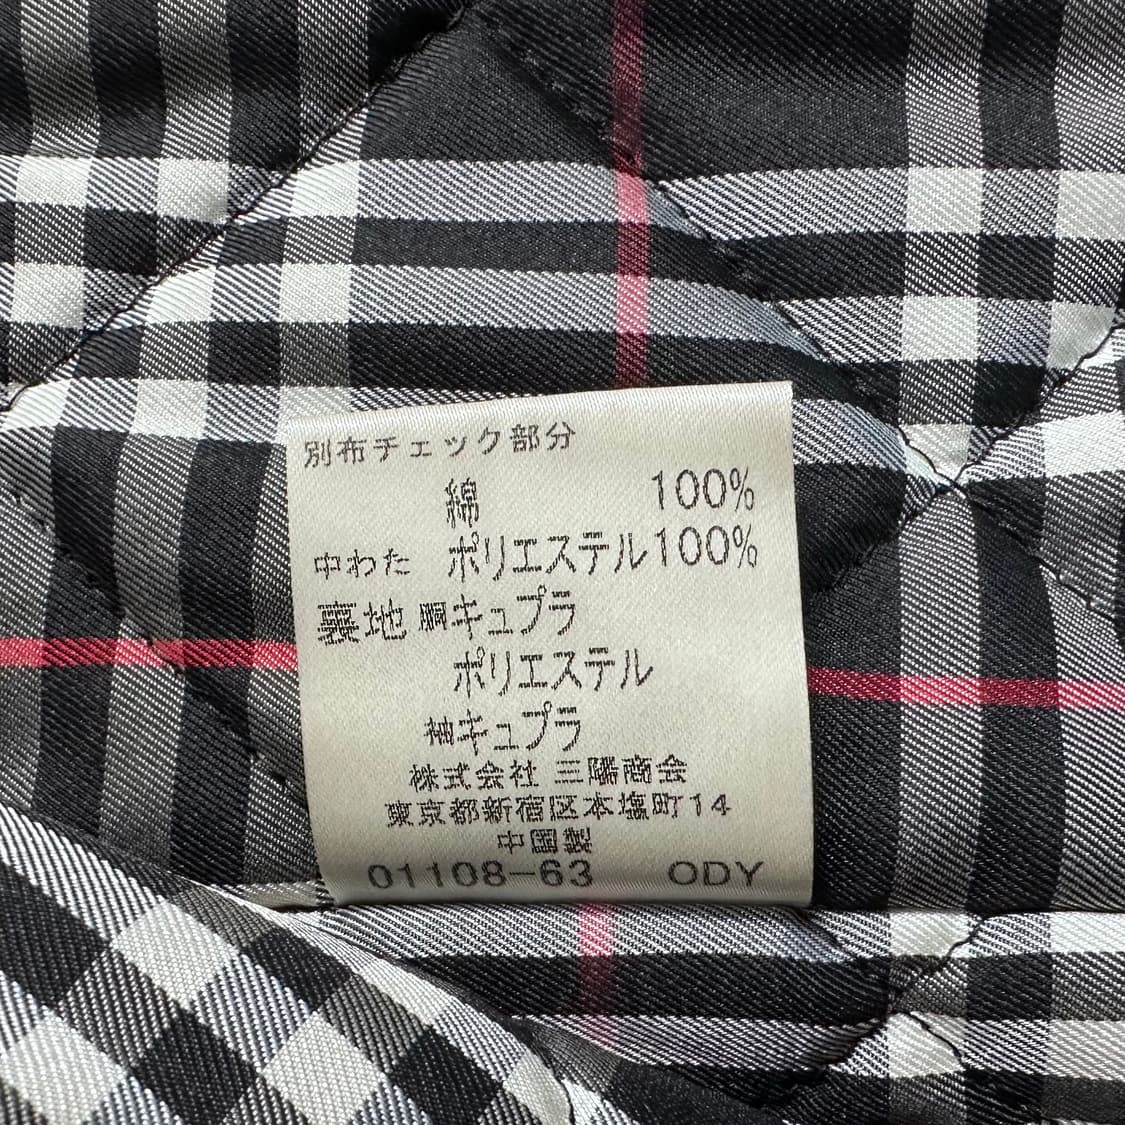 別布チェック部分
綿 100%
中わた ポリエステル100%
裏地 胴キュプラ
ポリエステル
袖キュプラ
株式会社 三陽商会
東京都新宿区本塩町14
中国製
01108-63 ODY